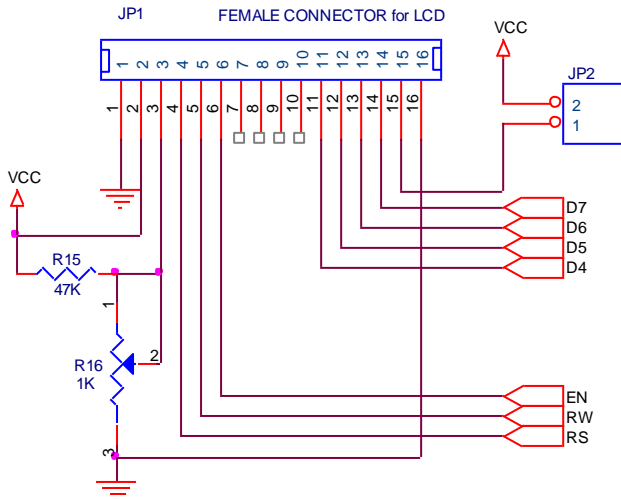 JP1
FEMALE CONNECTOR for LCD
1 2 3 4 5 6 7 8 9 10 11 12 13 14 15 16
1 2 3 4 5 6 7 8 9 10 11 12 13 14 15 16
VCC
JP2
2
1
VCC
D7
D6
D5
D4
R15
47K
1
R16
1K
2
3
EN
RW
RS